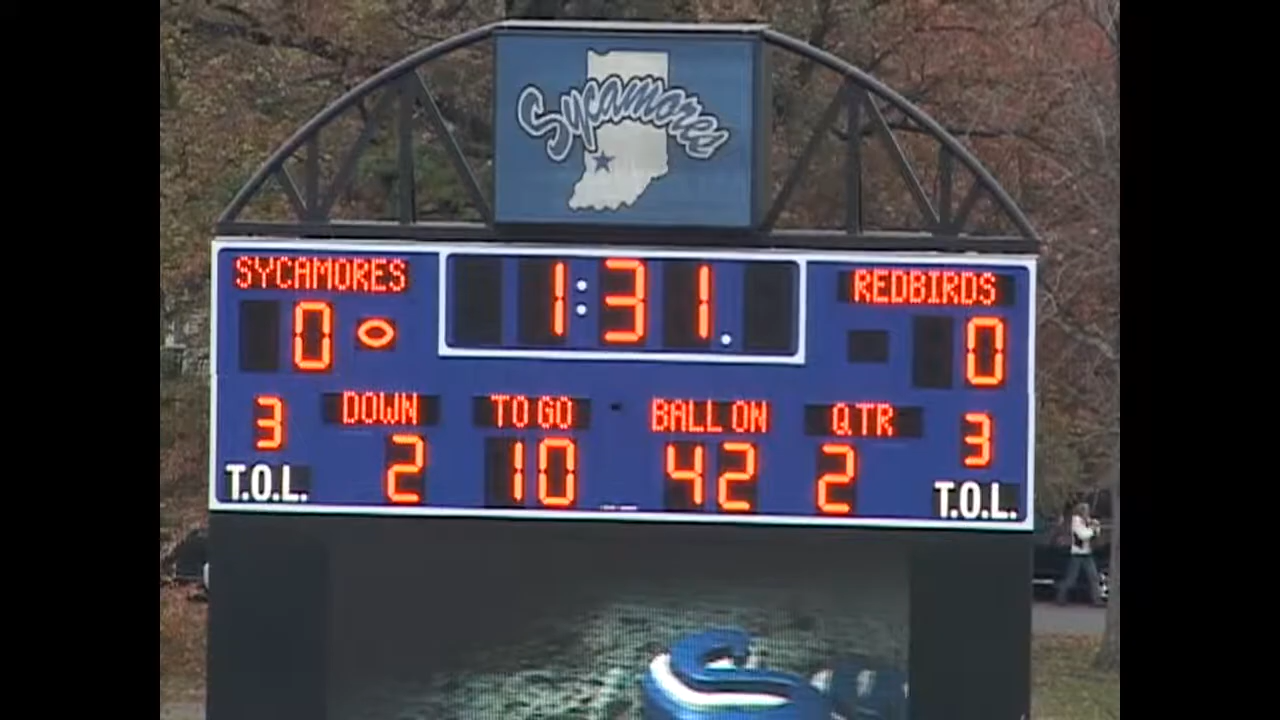 Sycamores
SYCAMORES 1:31. REDBIRDS
0 0
3 DOWN TO GO BALL ON QTR 3
T.O.L. 2 10 42 2 T.O.L.